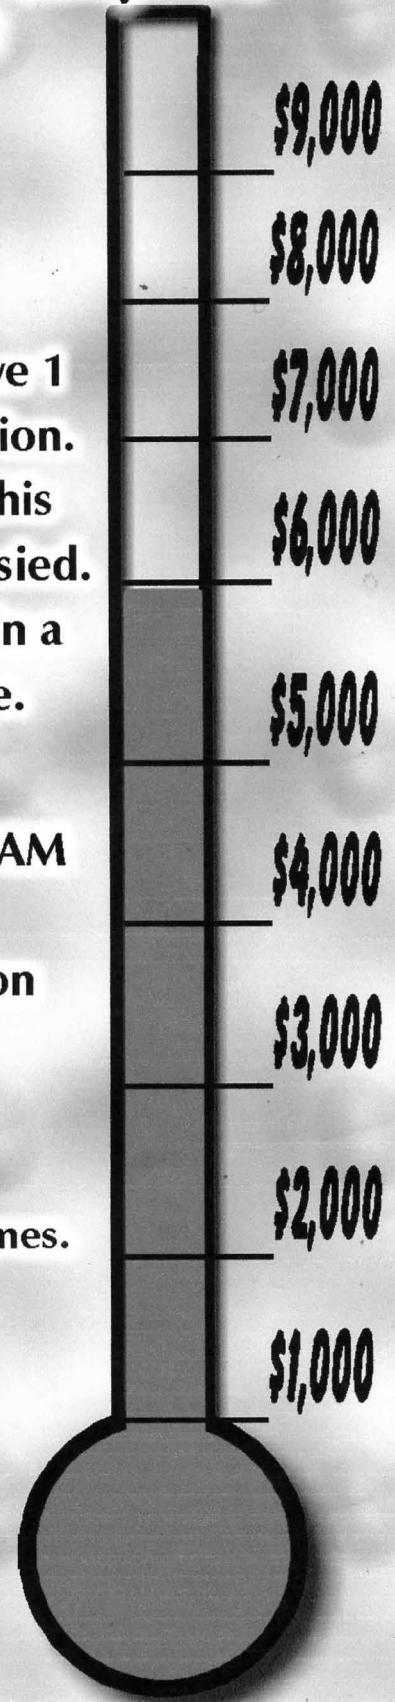 $9,000
$8,000
$7,000
$6,000
$5,000
$4,000
$3,000
$2,000
$1,000
ve 1
ion.
his
sied.
n a
e.
AM
on
mes.